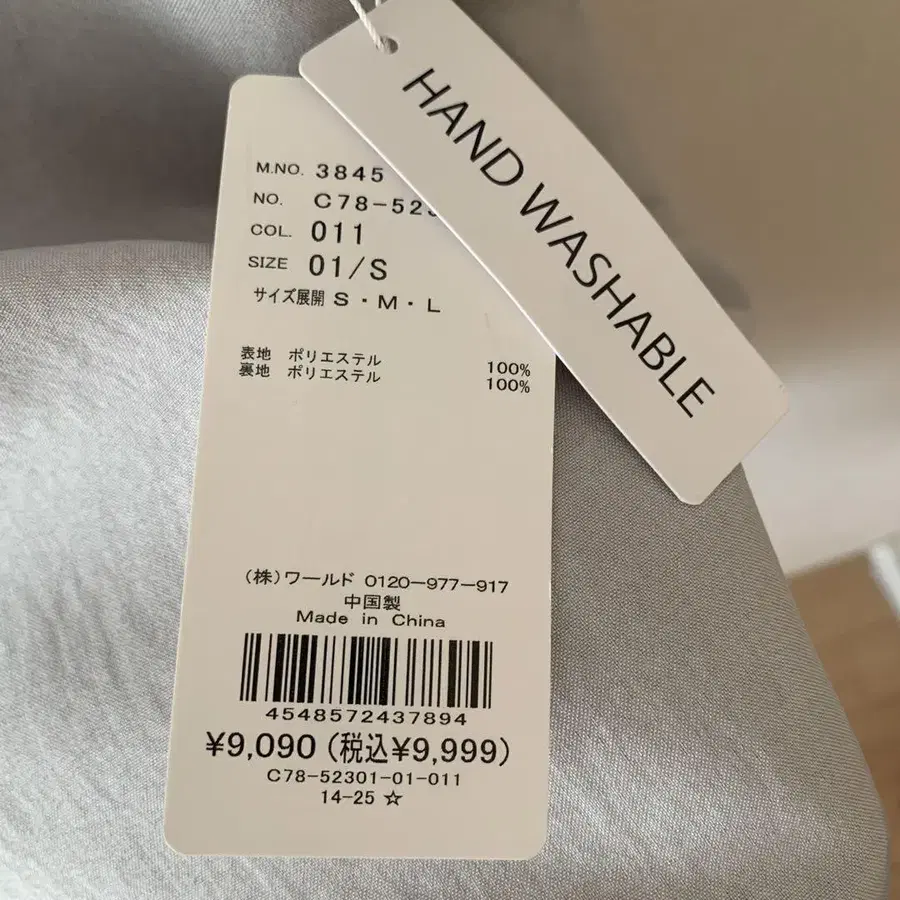 HAND WASHABLE
M.NO. 3845
NO. C78-52
COL. 011
SIZE 01/S
サイズ展開 S・M・L
表地 ポリエステル 100%
裏地 ポリエステル 100%
(株)ワールド 0120-977-917
中国製
Made in China
4548572437894
¥9,090(税込¥9,999)
C78-52301-01-011
14-25 ☆